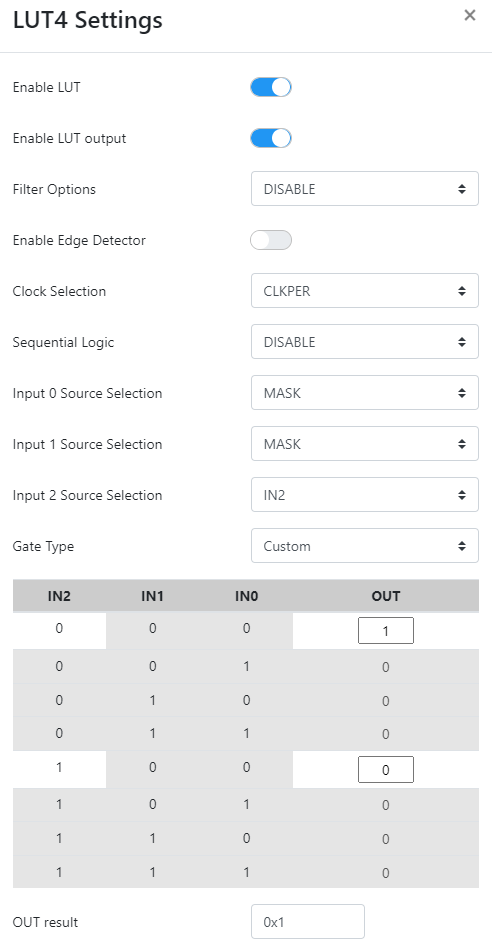 LUT4 Settings ×
Enable LUT
Enable LUT output
Filter Options DISABLE
Enable Edge Detector
Clock Selection CLKPER
Sequential Logic DISABLE
Input 0 Source Selection MASK
Input 1 Source Selection MASK
Input 2 Source Selection IN2
Gate Type Custom
IN2 IN1 IN0 OUT
0 0 0 1
0 0 1 0
0 1 0 0
0 1 1 0
1 0 0 0
1 0 1 0
1 1 0 0
1 1 1 0
OUT result 0x1